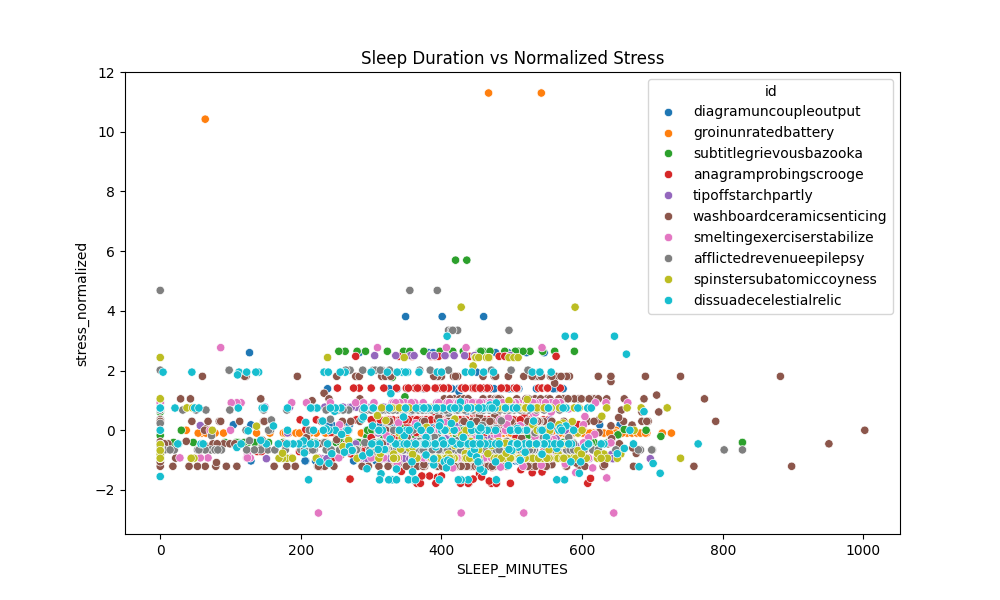 Sleep Duration vs Normalized Stress
12
10
8
6
4
2
0
−2
stress_normalized
id
diagramuncoupleoutput
groinunratedbattery
subtitlegrievousbazooka
anagramprobingscrooge
tipoffstarchpartly
washboardceramicsenticing
smeltingexerciserstabilize
afflictedrevenueepilepsy
spinstersubatomiccoyness
dissuadecelestialrelic
0
200
400
600
800
1000
SLEEP_MINUTES